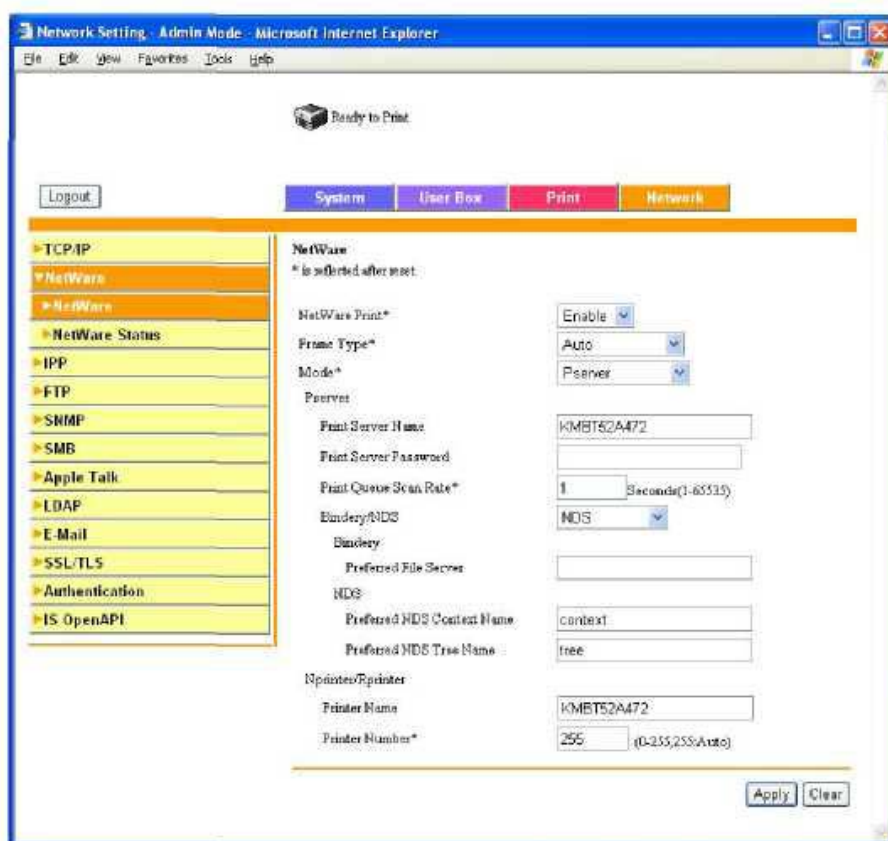 Network Setting - Admin Mode - Microsoft Internet Explorer
File Edit View Favorites Tools Help
Ready to Print
Logout
System User Box Print Network
TCP/IP
NetWare
NetWare
NetWare Status
IPP
FTP
SNMP
SMB
Apple Talk
LDAP
E-Mail
SSL/TLS
Authentication
IS OpenAPI
NetWare
* is reflected after reset.
NetWare Print* Enable
Frame Type* Auto
Mode* Pserver
Pserver
Print Server Name KMBT52A472
Print Server Password
Print Queue Scan Rate* 1 Seconds(1-65535)
Bindery/NDS NDS
Bindery
Preferred File Server
NDS
Preferred NDS Context Name context
Preferred NDS Tree Name tree
Nprinter/Rprinter
Printer Name KMBT52A472
Printer Number* 255 (0-255,255:Auto)
Apply Clear